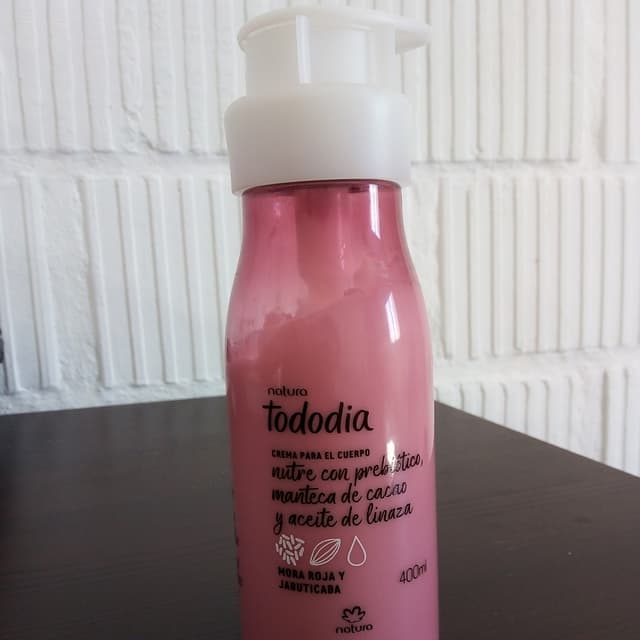 natura
tododia
CREMA PARA EL CUERPO
nutre con prebiótico,
manteca de cacao
y aceite de linaza
MORA ROJA Y
JABUTICABA
400ml
natura